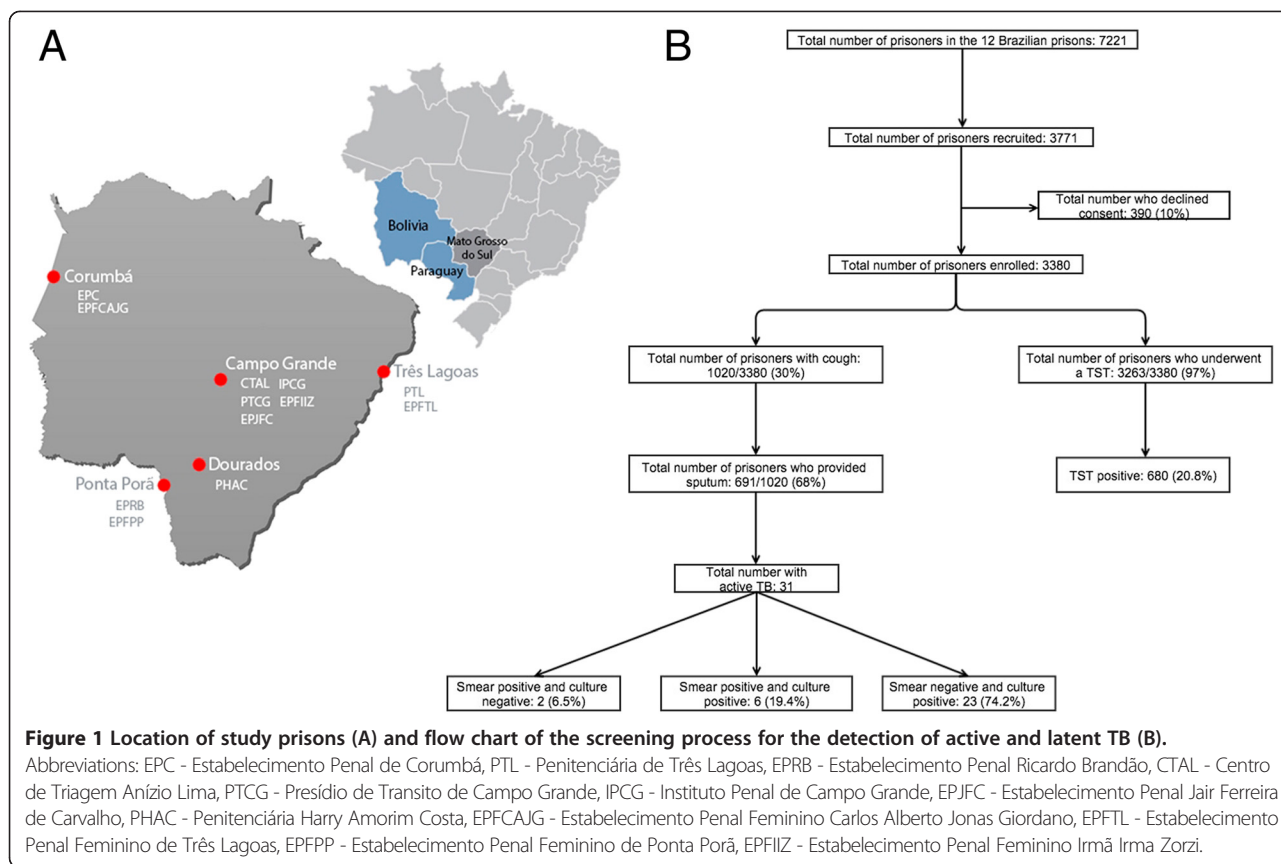 A
Bolivia
Mato Grosso
do Sul
Paraguay
Corumbá
EPC
EPFCAJG
Campo Grande
CTAL IPCG
PTCG EPFIIZ
EPJFC
Três Lagoas
PTL
EPFTL
Dourados
PHAC
Ponta Porã
EPRB
EPFPP
B
Total number of prisoners in the 12 Brazilian prisons: 7221
Total number of prisoners recruited: 3771
Total number who declined
consent: 390 (10%)
Total number of prisoners enrolled: 3380
Total number of prisoners with cough:
1020/3380 (30%)
Total number of prisoners who underwent
a TST: 3263/3380 (97%)
Total number of prisoners who provided
sputum: 691/1020 (68%)
TST positive: 680 (20.8%)
Total number with
active TB: 31
Smear positive and culture
negative: 2 (6.5%)
Smear positive and culture
positive: 6 (19.4%)
Smear negative and culture
positive: 23 (74.2%)
Figure 1 Location of study prisons (A) and flow chart of the screening process for the detection of active and latent TB (B).
Abbreviations: EPC - Estabelecimento Penal de Corumbá, PTL - Penitenciária de Três Lagoas, EPRB - Estabelecimento Penal Ricardo Brandão, CTAL - Centro
de Triagem Anízio Lima, PTCG - Presídio de Transito de Campo Grande, IPCG - Instituto Penal de Campo Grande, EPJFC - Estabelecimento Penal Jair Ferreira
de Carvalho, PHAC - Penitenciária Harry Amorim Costa, EPFCAJG - Estabelecimento Penal Feminino Carlos Alberto Jonas Giordano, EPFTL - Estabelecimento
Penal Feminino de Três Lagoas, EPFPP - Estabelecimento Penal Feminino de Ponta Porã, EPFIIZ - Estabelecimento Penal Feminino Irmã Irma Zorzi.